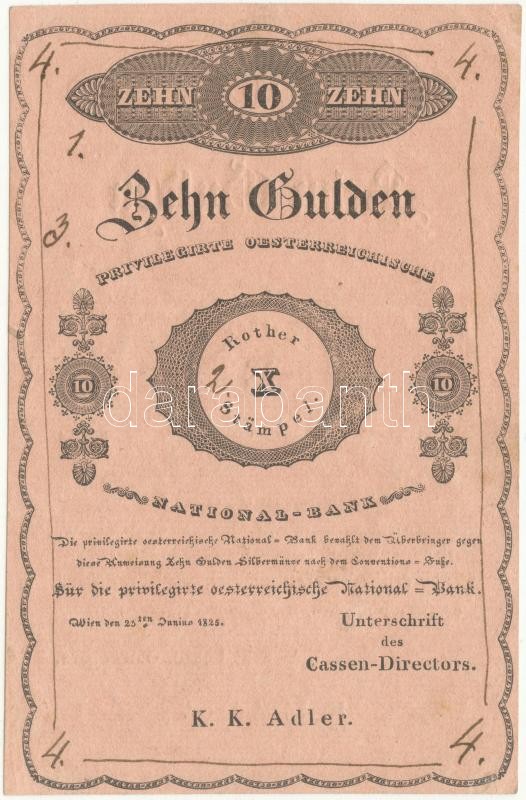 4. 4.
ZEHN 10 ZEHN
1.
Zehn Gulden
3.
PRIVILEGIRTE OESTERREICHISCHE
Rother
10 X 10
2
Stämpel.
darabanth
NATIONAL-BANK
Die privilegirte oesterreichische National=Bank bezahlt dem Überbringer gegen
diese Anweisung Zehn Gulden Silbermünze nach dem Conventions=Fuße.
Für die privilegirte oesterreichische National=Bank.
Wien den 23ten Junius 1825.
Unterschrift
des
Cassen-Directors.
K. K. Adler.
4. 4.